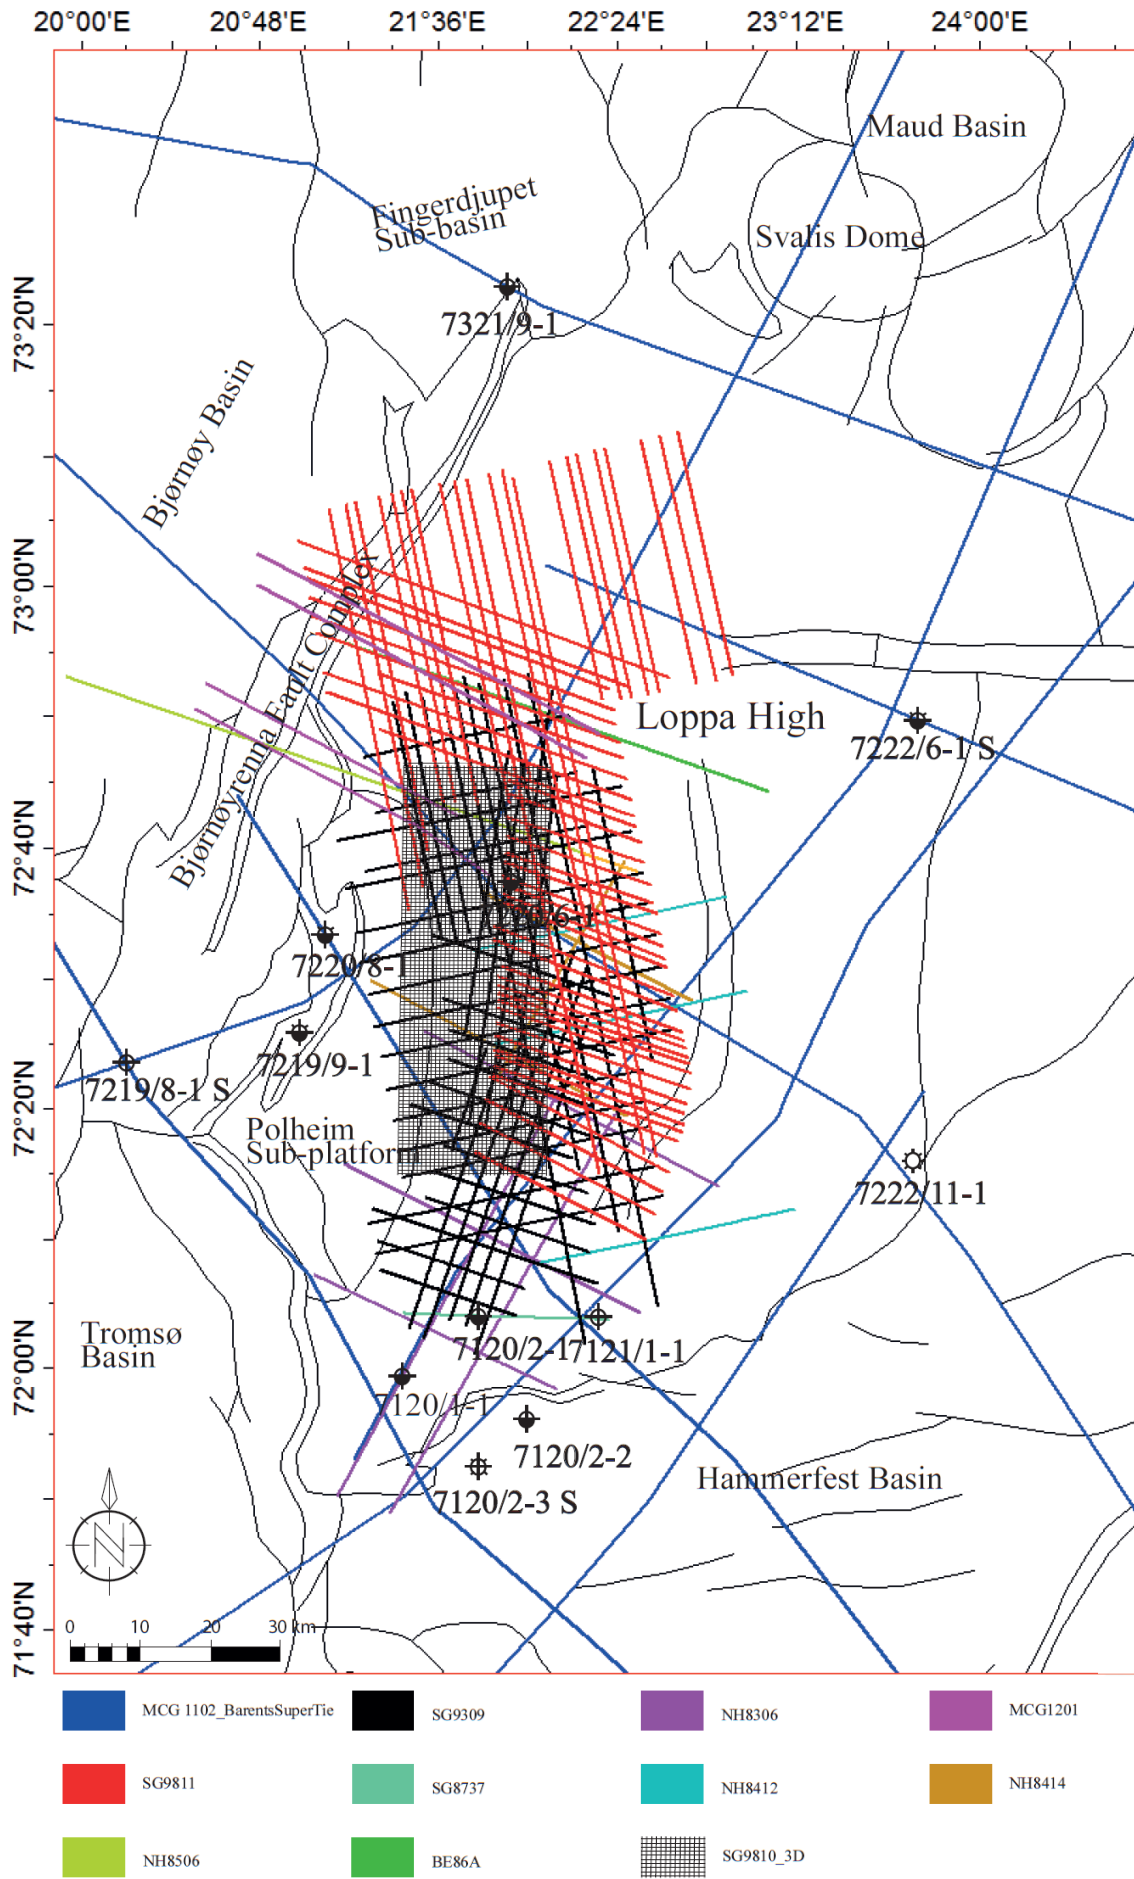 20°00'E 20°48'E 21°36'E 22°24'E 23°12'E 24°00'E
Maud Basin
Fingerdjupet
Sub-basin
Svalis Dome
73°20'N
7321/9-1
Bjørnøy Basin
73°00'N
Bjørnøyrenna Fault Complex
Loppa High
7222/6-1 S
72°40'N
7220/8-1
7219/9-1
7219/8-1 S
72°20'N
Polheim
Sub-platform
7222/11-1
Tromsø
Basin
7120/2-1
7121/1-1
72°00'N
7120/1-1
7120/2-2
Hammerfest Basin
7120/2-3 S
N
71°40'N
0 10 20 30 km
MCG 1102_BarentsSuperTie SG9309 NH8306 MCG1201
SG9811 SG8737 NH8412 NH8414
NH8506 BE86A SG9810_3D